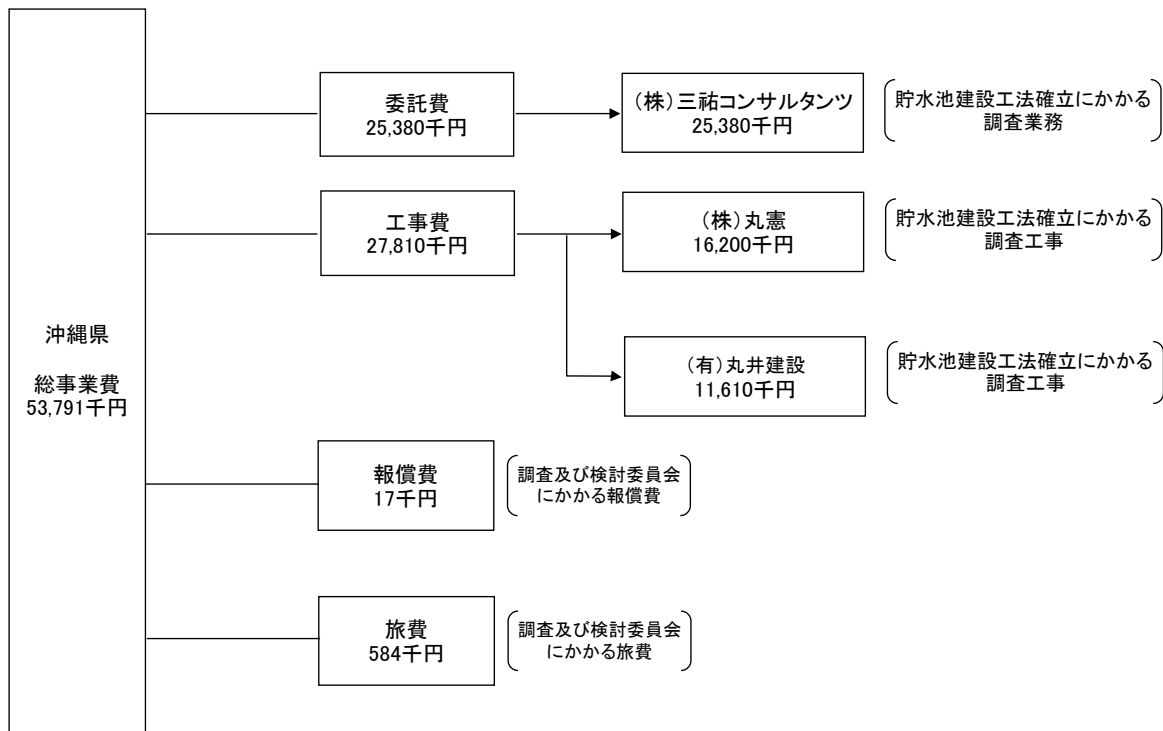 沖縄県
総事業費
53,791千円
委託費
25,380千円
(株)三祐コンサルタンツ
25,380千円
貯水池建設工法確立にかかる
調査業務
工事費
27,810千円
(株)丸憲
16,200千円
貯水池建設工法確立にかかる
調査工事
(有)丸井建設
11,610千円
貯水池建設工法確立にかかる
調査工事
報償費
17千円
調査及び検討委員会
にかかる報償費
旅費
584千円
調査及び検討委員会
にかかる旅費